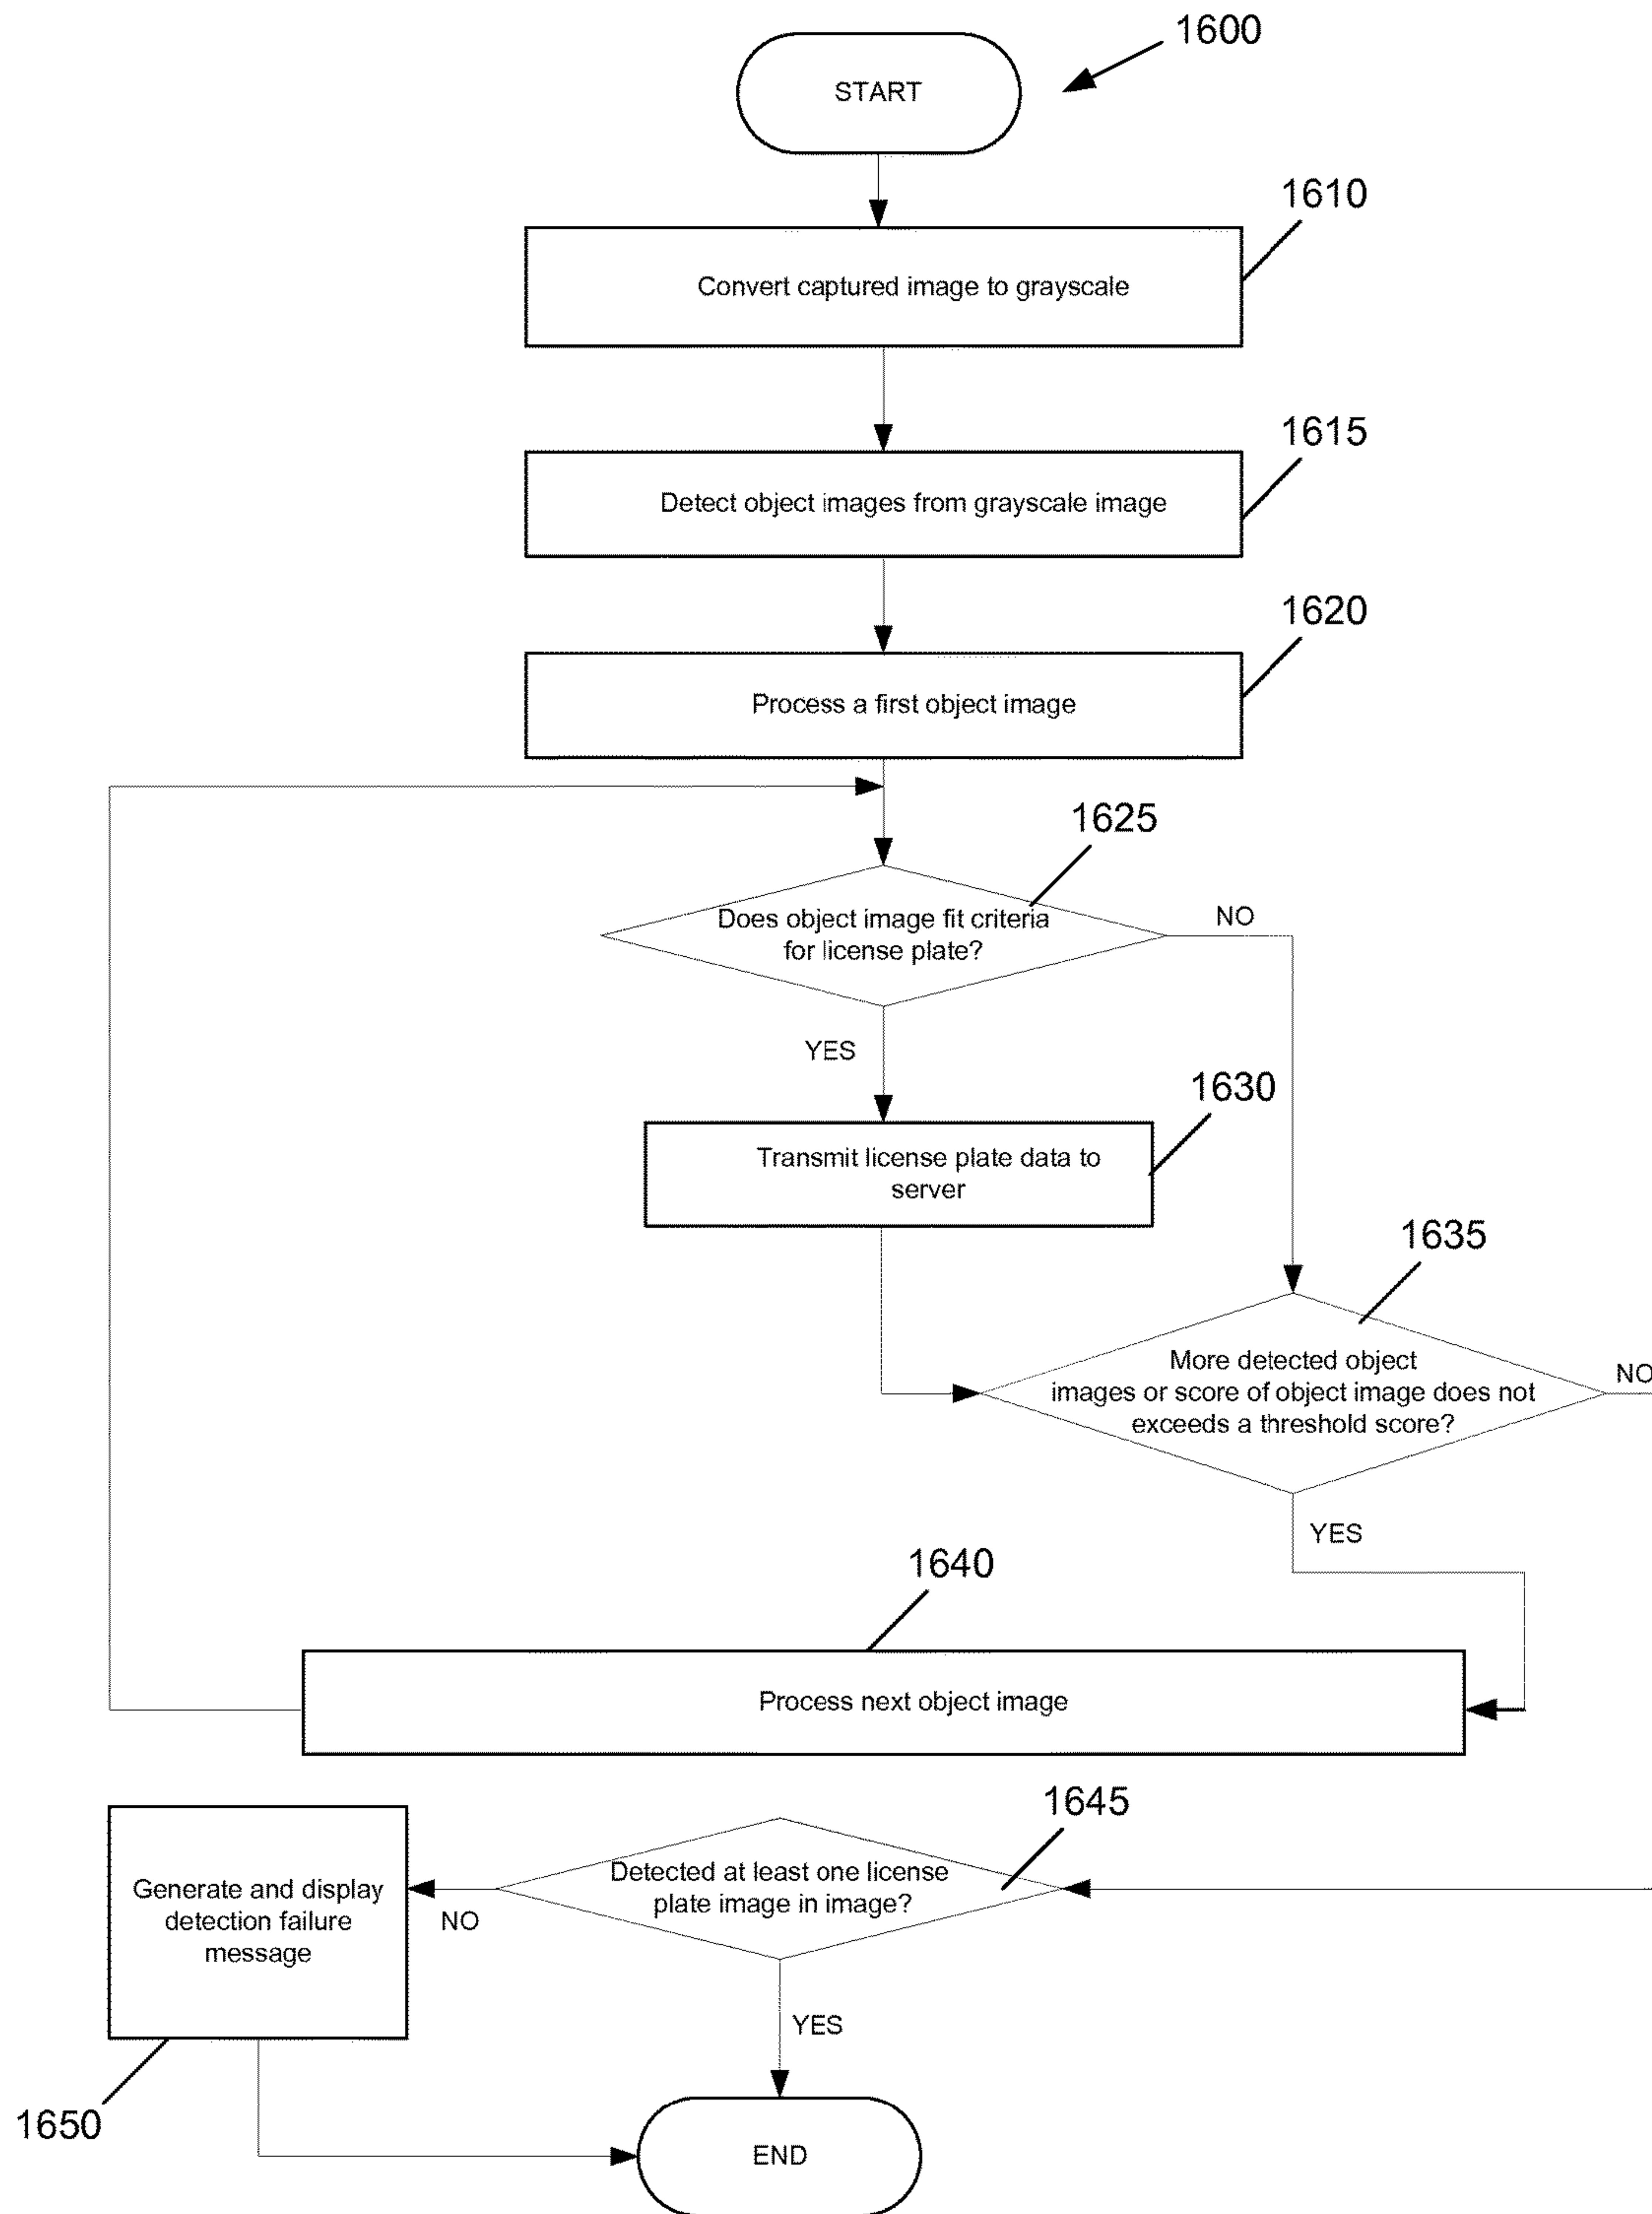 1600
START
1610
Convert captured image to grayscale
1615
Detect object images from grayscale image
1620
Process a first object image
1625
Does object image fit criteria
for license plate?
NO
YES
1630
Transmit license plate data to
server
1635
More detected object
images or score of object image does not
exceeds a threshold score?
NO
YES
1640
Process next object image
1645
Detected at least one license
plate image in image?
Generate and display
detection failure
message
NO
YES
1650
END